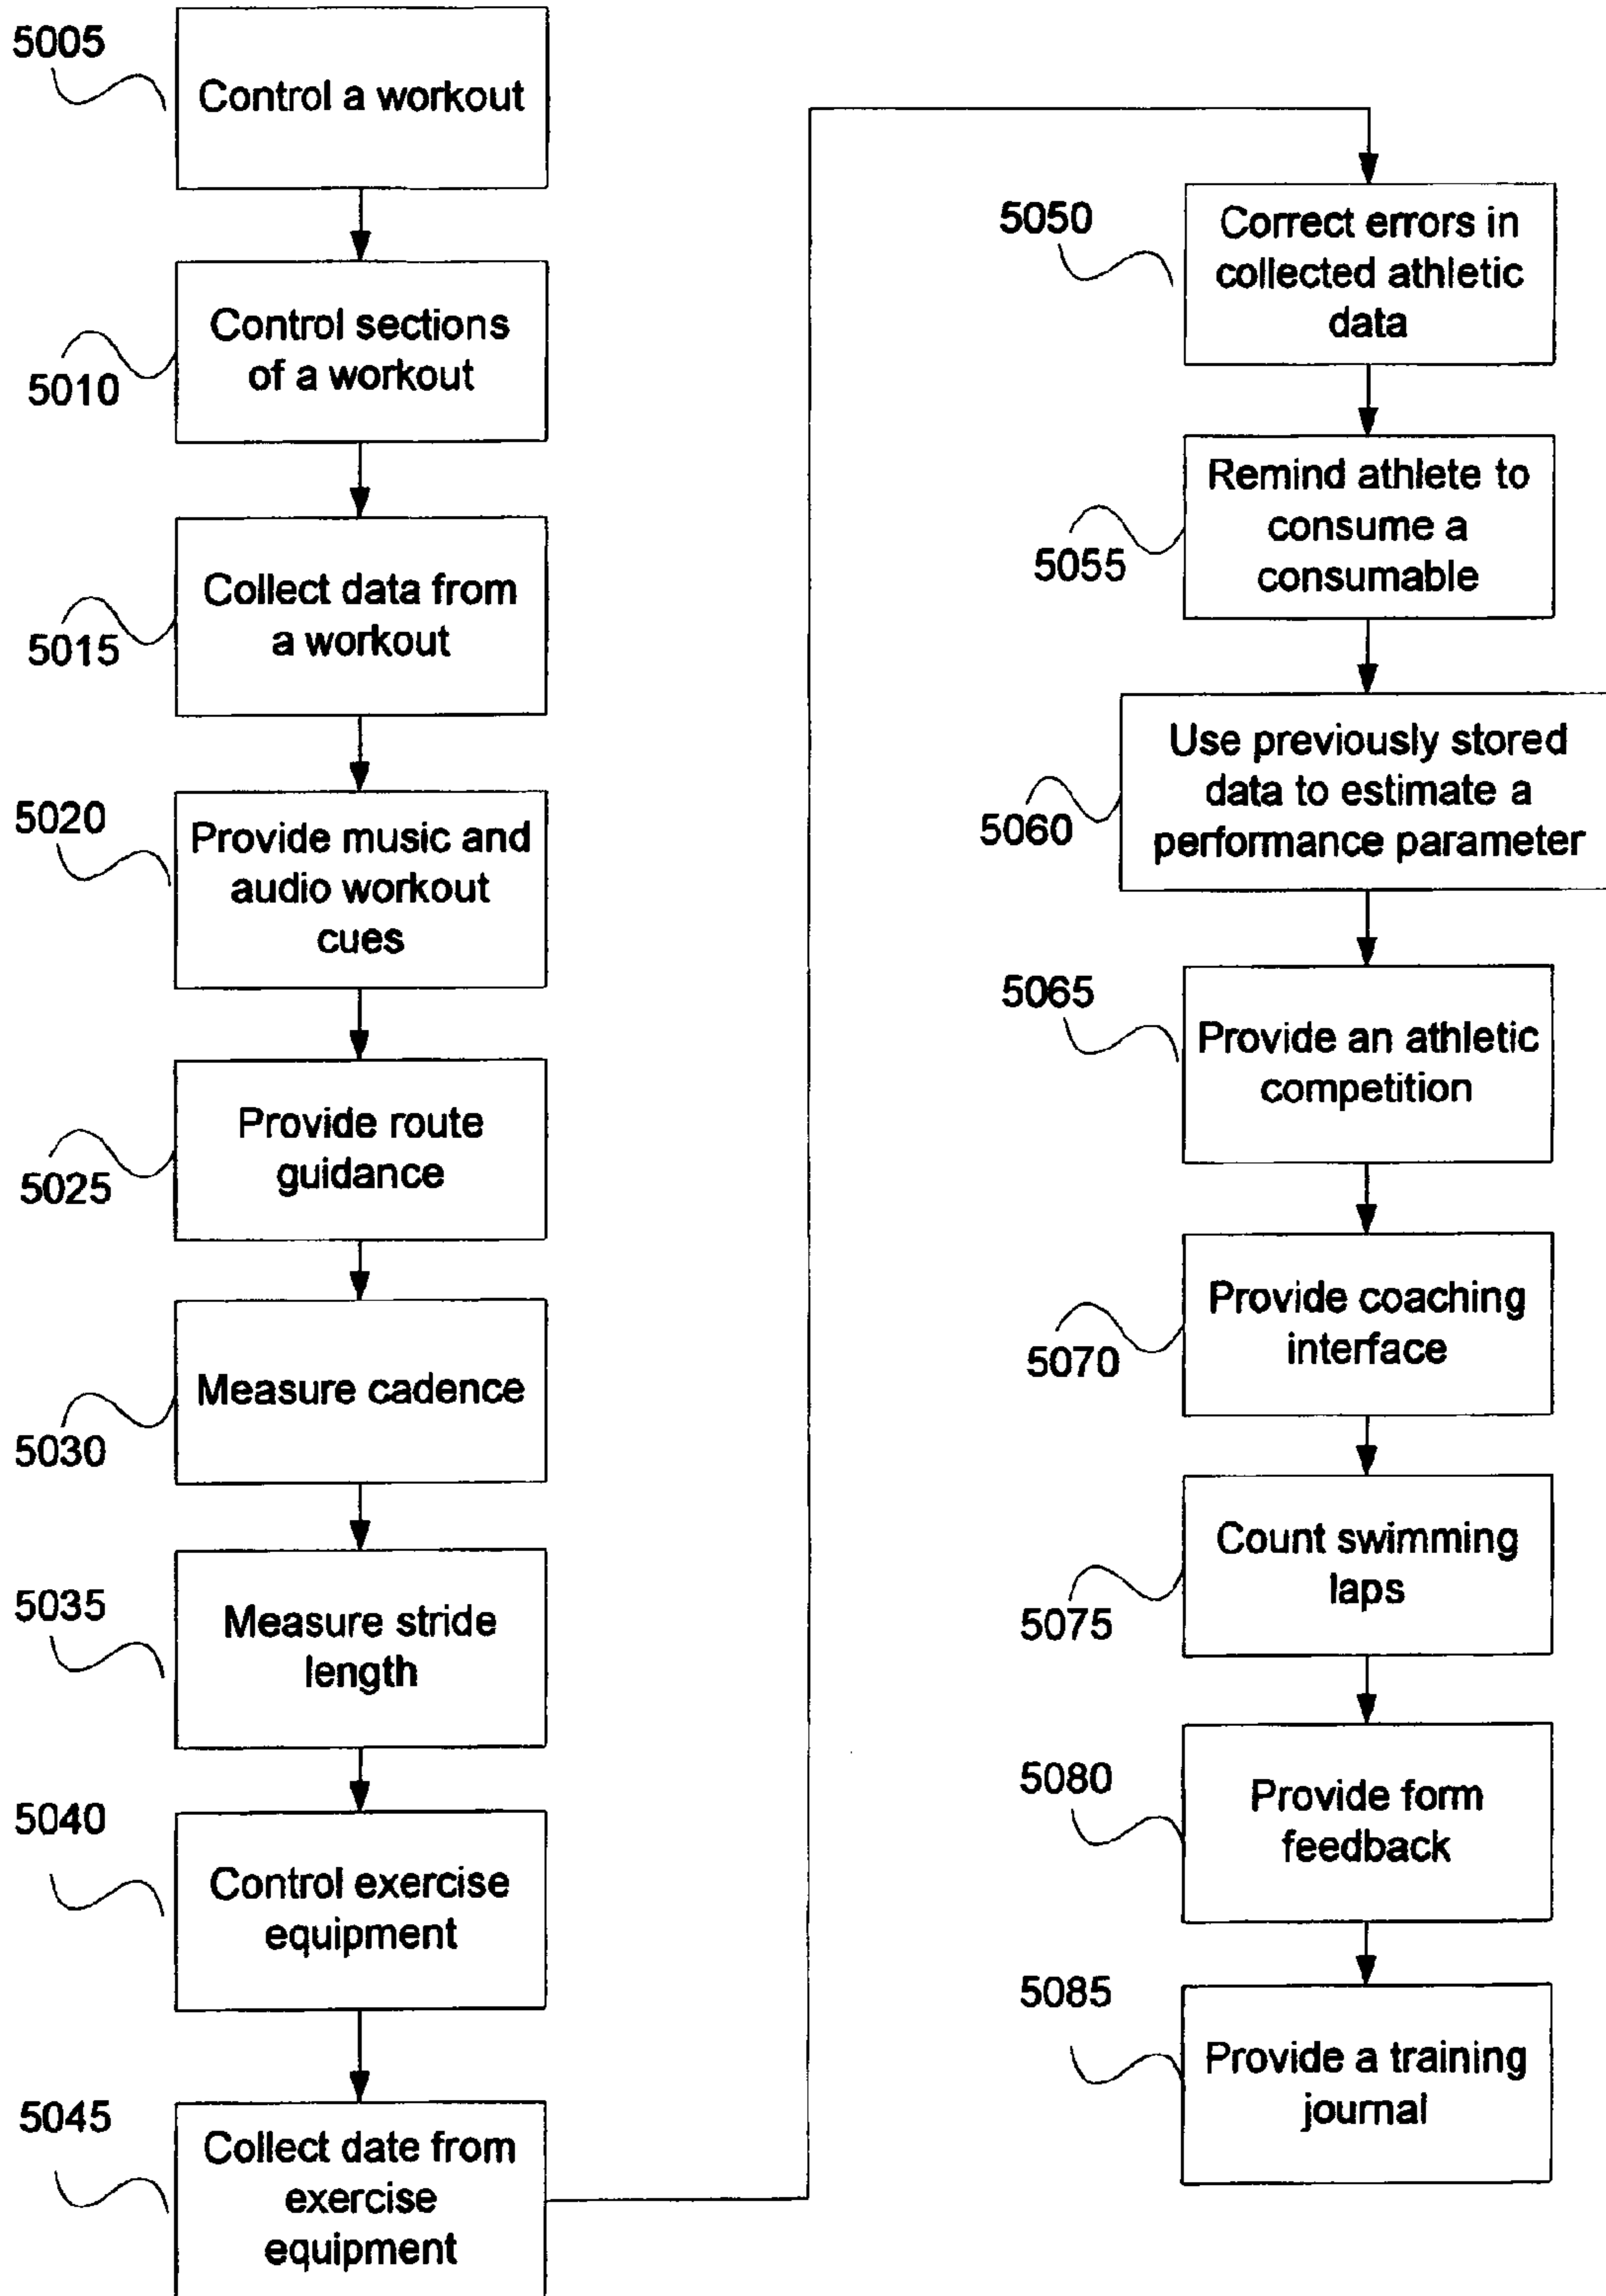 5005
Control a workout
Control sections
of a workout
5010
Collect data from
a workout
5015
5020
Provide music and
audio workout
cues
Provide route
guidance
5025
Measure cadence
5030
5035
Measure stride
length
5040
Control exercise
equipment
5045
Collect date from
exercise
equipment
5050
Correct errors in
collected athletic
data
Remind athlete to
consume a
consumable
5055
Use previously stored
data to estimate a
performance parameter
5060
5065
Provide an athletic
competition
Provide coaching
interface
5070
Count swimming
laps
5075
5080
Provide form
feedback
5085
Provide a training
journal